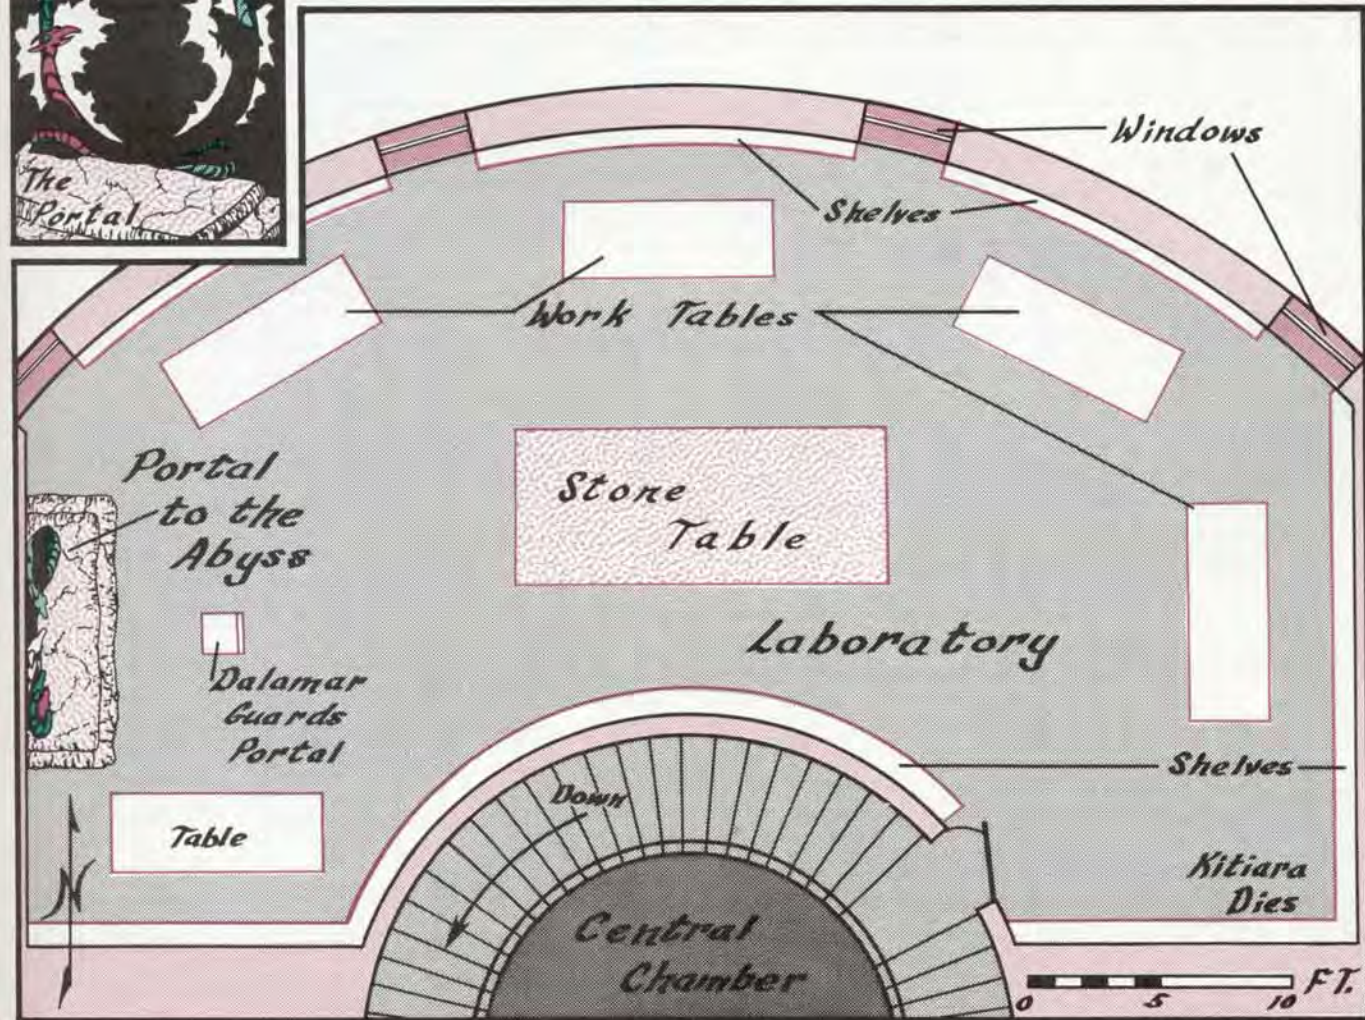 The
Portal
Windows
Shelves
Work Tables
Portal
to the
Abyss
Stone
Table
Laboratory
Dalamar
Guards
Portal
Shelves
Down
Table
N
Kitiara
Dies
Central
Chamber
0 5 10 FT.